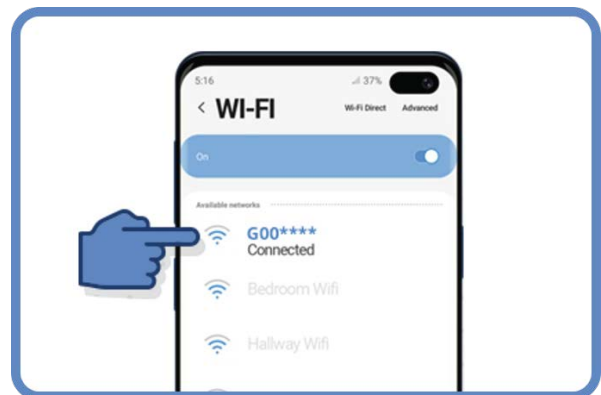 5:16 37%
WI-FI Wi-Fi Direct Advanced
On
Available networks
G00****
Connected
Bedroom Wifi
Hallway Wifi